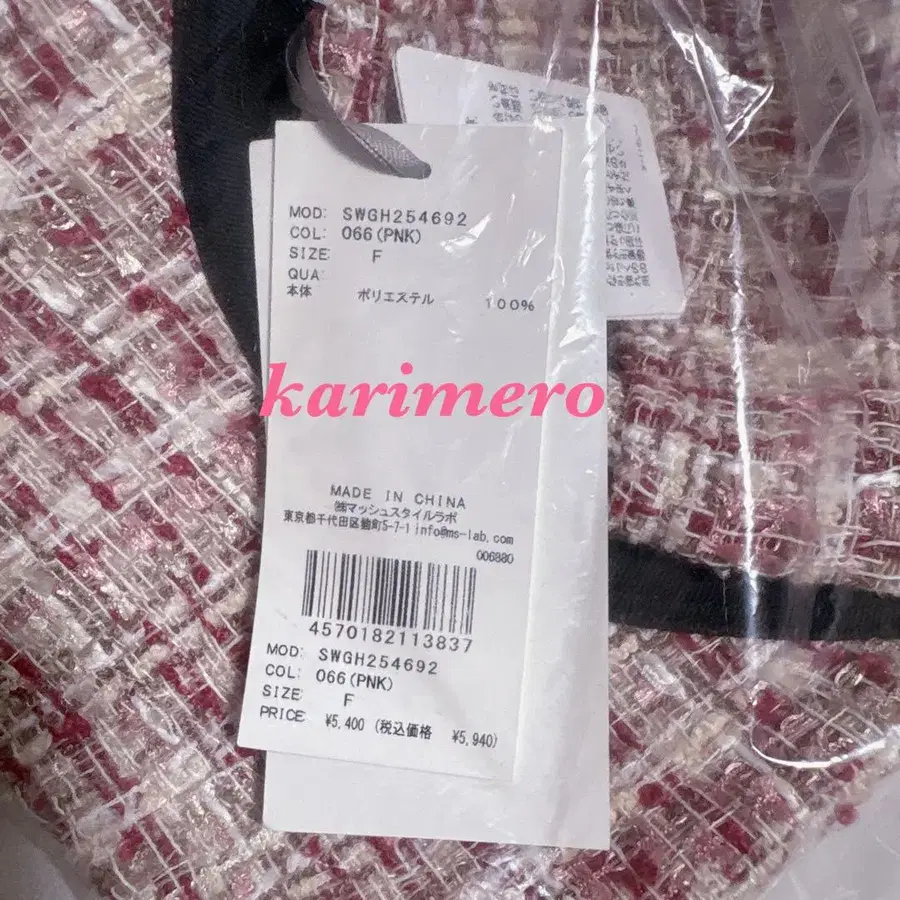 MOD: SWGH254692
COL: 066(PNK)
SIZE: F
QUA:
本体 ポリエステル 100%
karimero
MADE IN CHINA
㈱マッシュスタイルラボ
東京都千代田区麹町5-7-1 info@ms-lab.com
006880
4570182113837
MOD: SWGH254692
COL: 066(PNK)
SIZE: F
PRICE ¥5,400 (税込価格 ¥5,940)